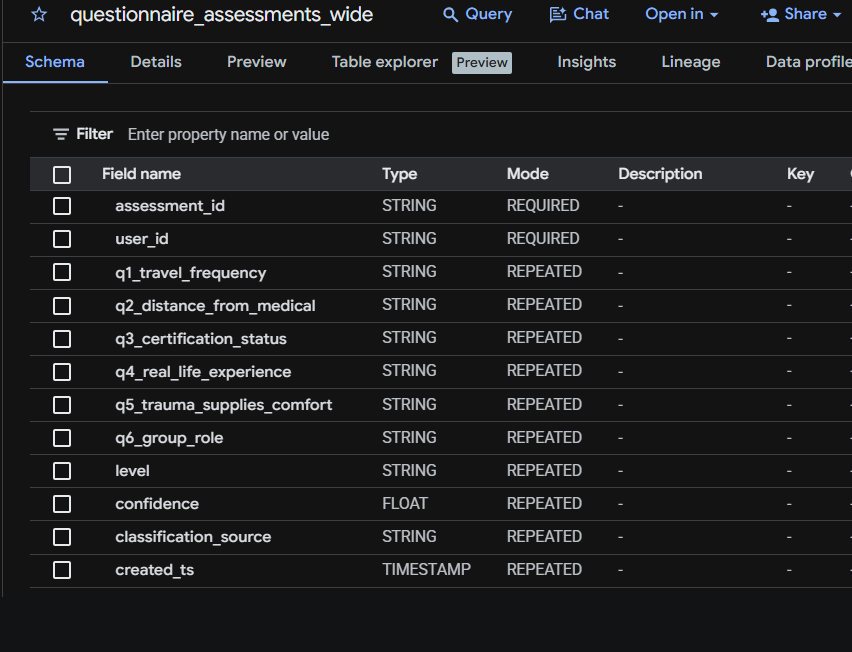 questionnaire_assessments_wide Query Chat Open in Share
Schema Details Preview Table explorer Preview Insights Lineage Data profile
Filter Enter property name or value
Field name Type Mode Description Key
assessment_id STRING REQUIRED - -
user_id STRING REQUIRED - -
q1_travel_frequency STRING REPEATED - -
q2_distance_from_medical STRING REPEATED - -
q3_certification_status STRING REPEATED - -
q4_real_life_experience STRING REPEATED - -
q5_trauma_supplies_comfort STRING REPEATED - -
q6_group_role STRING REPEATED - -
level STRING REPEATED - -
confidence FLOAT REPEATED - -
classification_source STRING REPEATED - -
created_ts TIMESTAMP REPEATED - -